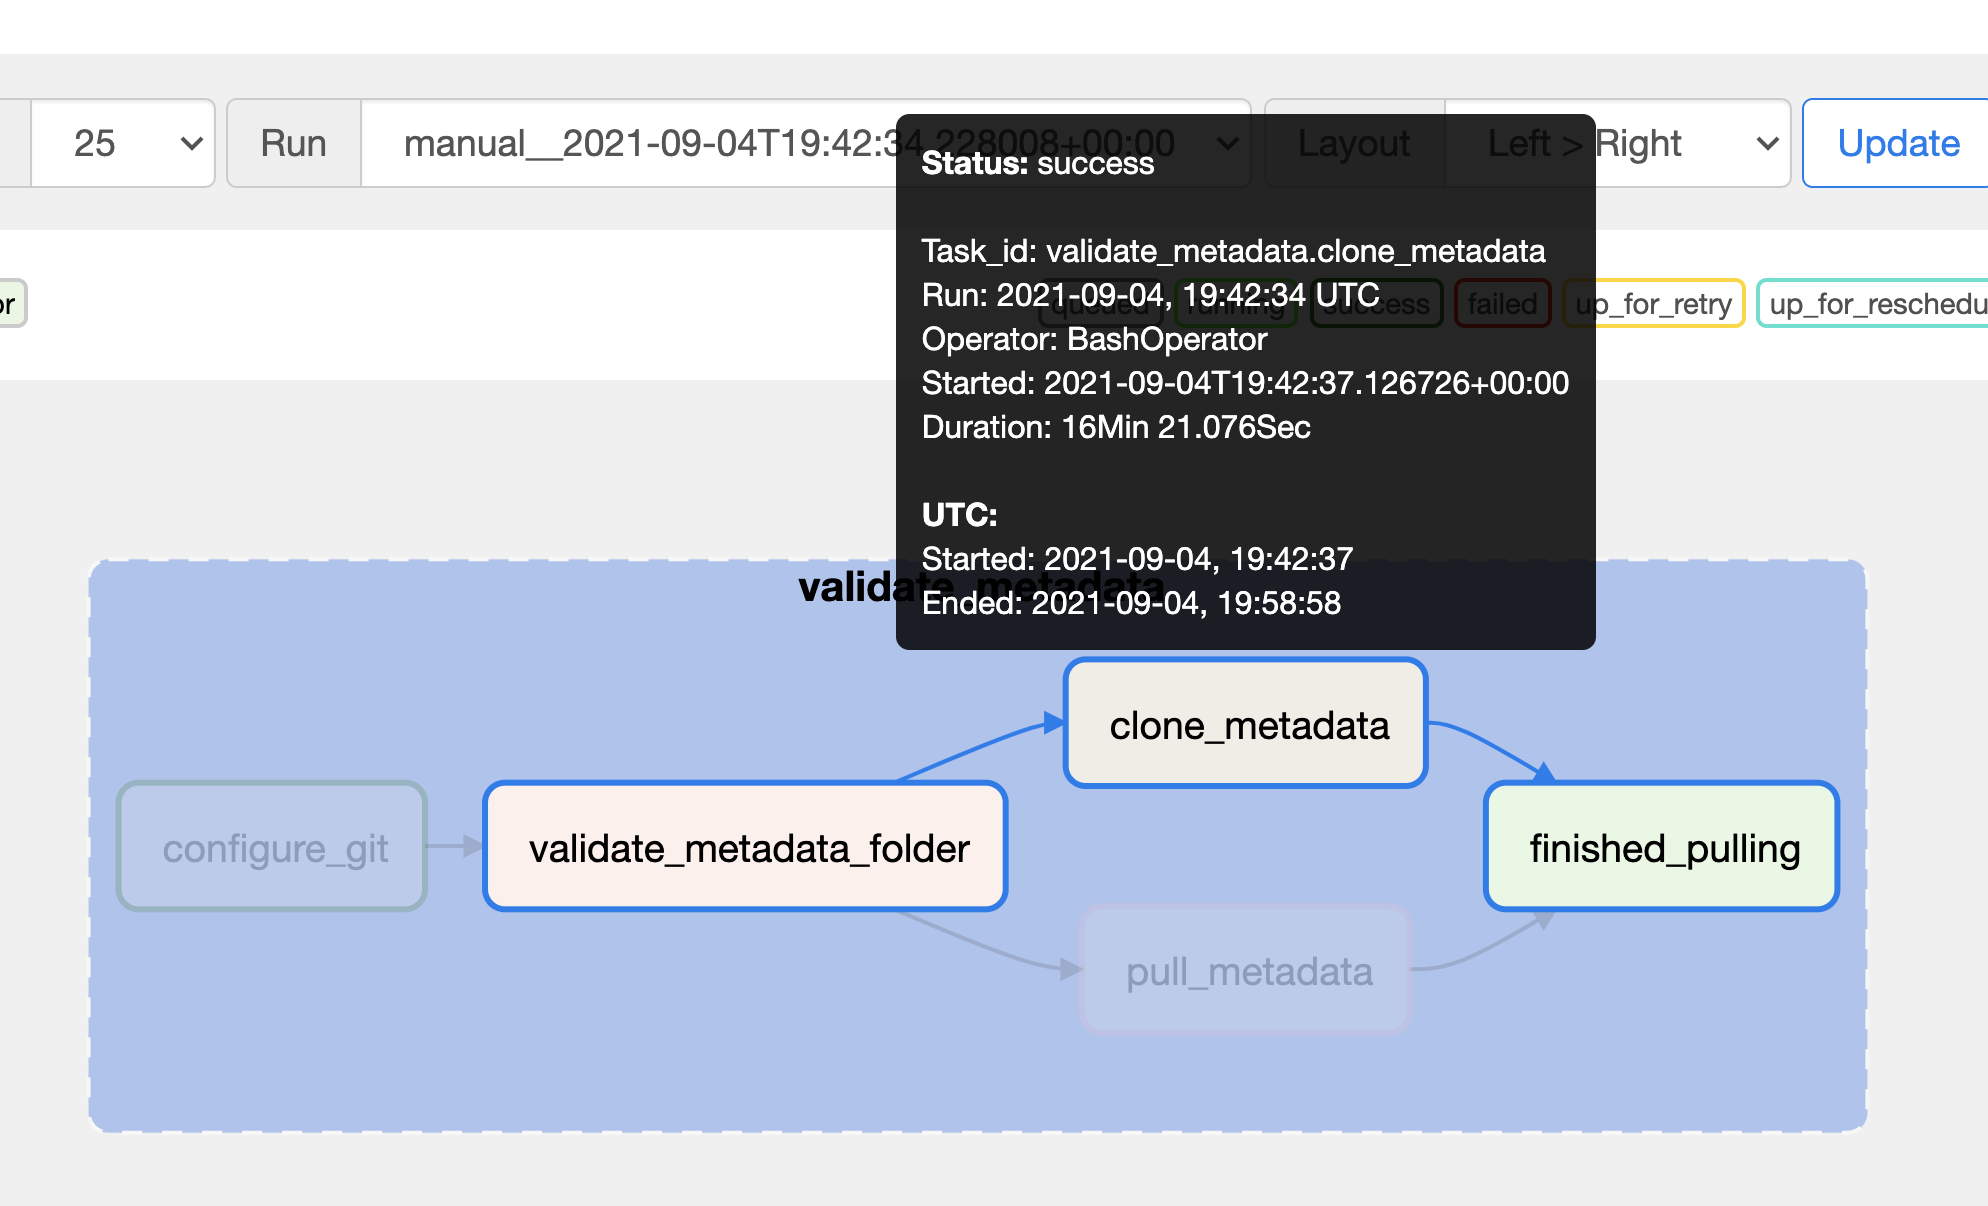 25
Run
manual__2021-09-04T19:42:34.228008+00:00
Layout
Left > Right
Update
Status: success
Task_id: validate_metadata.clone_metadata
Run: 2021-09-04, 19:42:34 UTC
Operator: BashOperator
Started: 2021-09-04T19:42:37.126726+00:00
Duration: 16Min 21.076Sec
UTC:
Started: 2021-09-04, 19:42:37
Ended: 2021-09-04, 19:58:58
or
queued
running
success
failed
up_for_retry
up_for_reschedu
validate_metadata
clone_metadata
configure_git
validate_metadata_folder
finished_pulling
pull_metadata